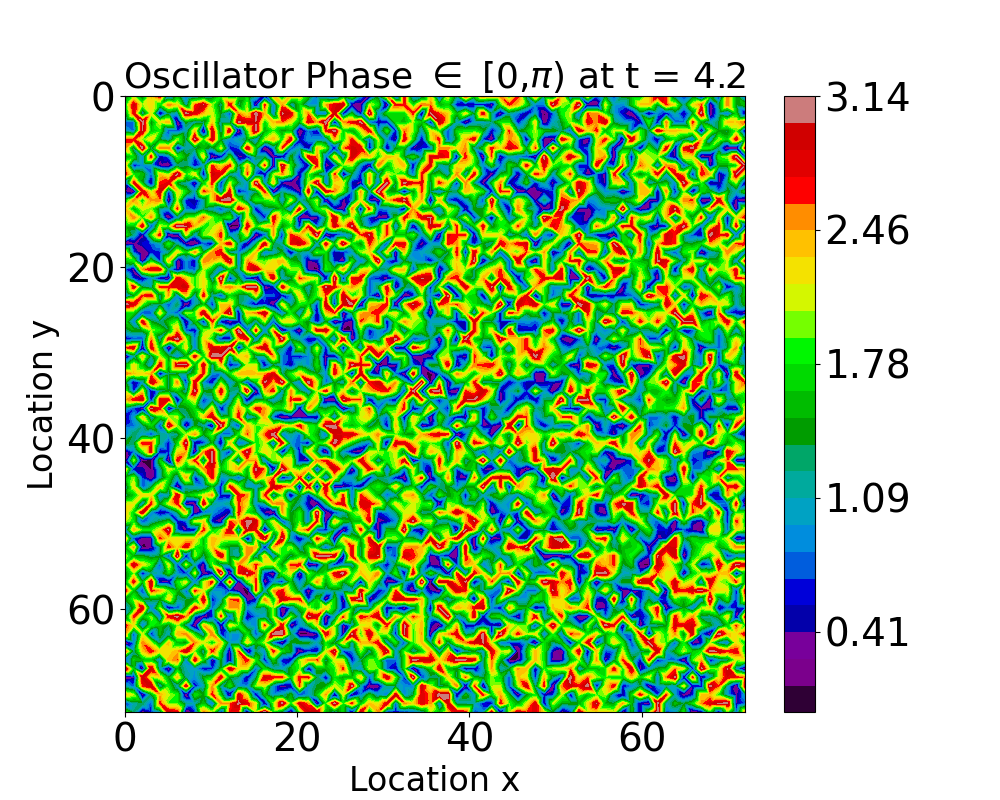 Oscillator Phase ∈ [0,π) at t = 4.2
0
20
40
60
Location y
0 20 40 60
Location x
3.14
2.46
1.78
1.09
0.41